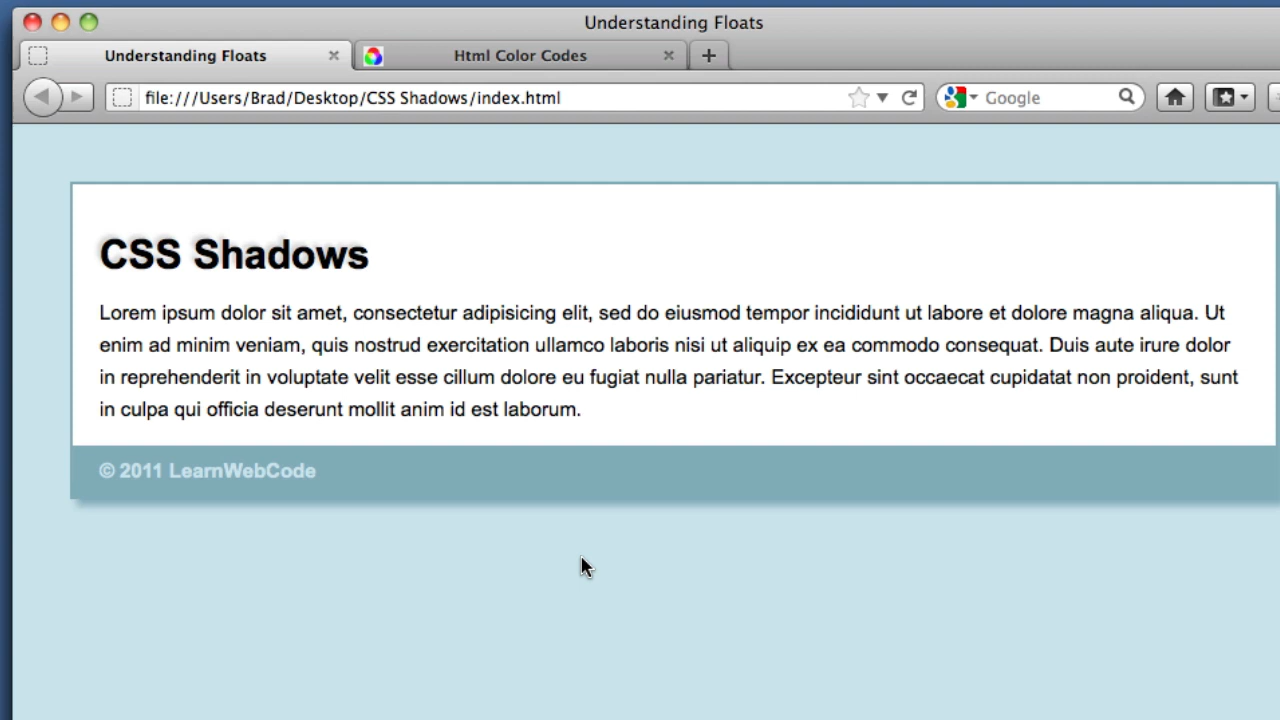 Understanding Floats
Understanding Floats
Html Color Codes
file:///Users/Brad/Desktop/CSS Shadows/index.html
Google
CSS Shadows
Lorem ipsum dolor sit amet, consectetur adipisicing elit, sed do eiusmod tempor incididunt ut labore et dolore magna aliqua. Ut
enim ad minim veniam, quis nostrud exercitation ullamco laboris nisi ut aliquip ex ea commodo consequat. Duis aute irure dolor
in reprehenderit in voluptate velit esse cillum dolore eu fugiat nulla pariatur. Excepteur sint occaecat cupidatat non proident, sunt
in culpa qui officia deserunt mollit anim id est laborum.
© 2011 LearnWebCode